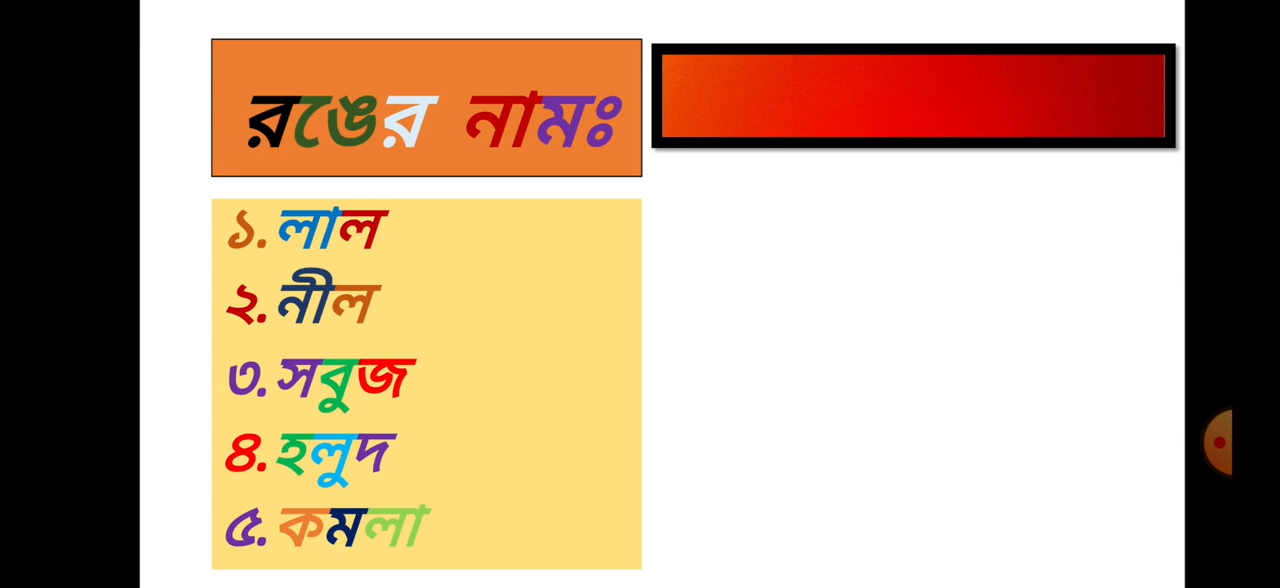 রঙের নামঃ
১. লাল
২. নীল
৩. সবুজ
৪. হলুদ
৫. কমলা